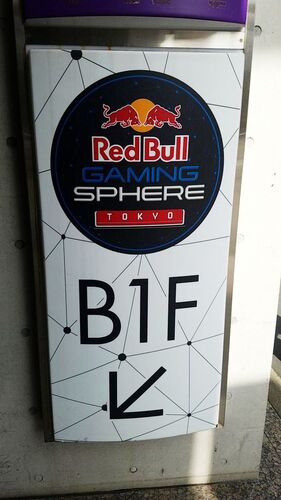 Red Bull
GAMING
SPHERE
TOKYO
B1F